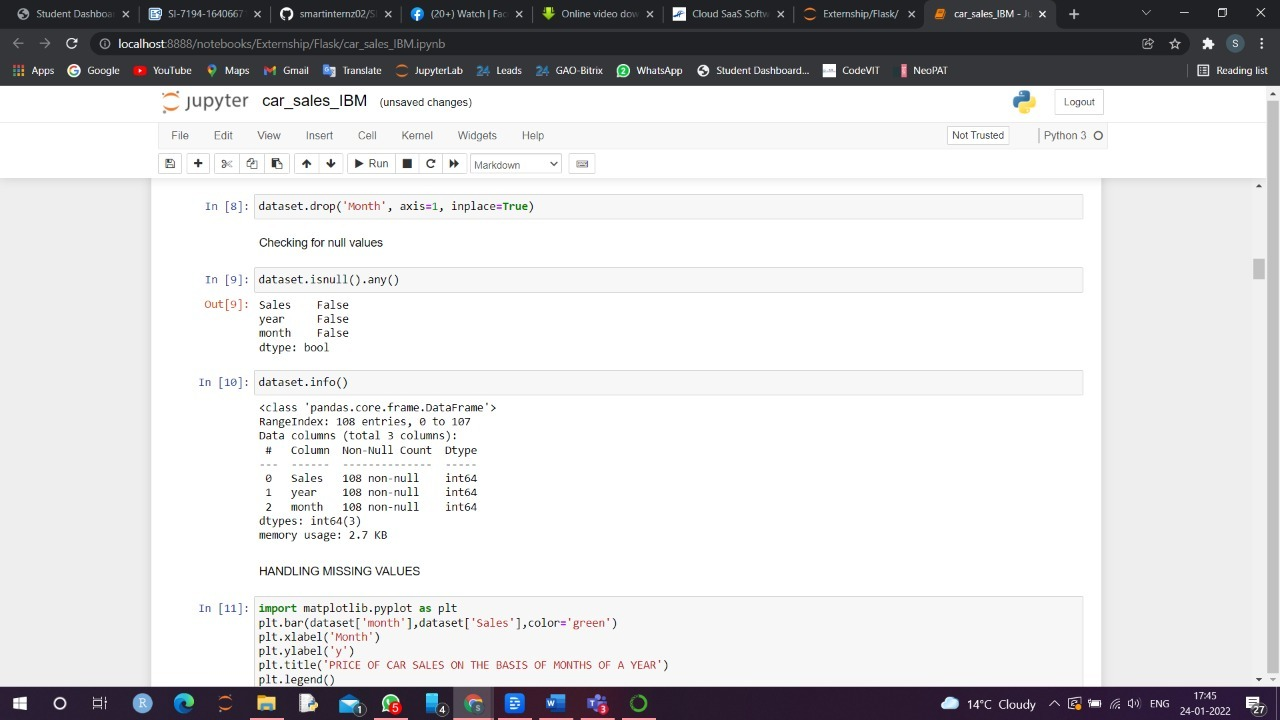 Student Dashboa
SI-7194-1640667
smartinternz02/SI
(20+) Watch | Fac
Online video dow
Cloud SaaS Softw
Externship/Flask/
car_sales_IBM - Ju
localhost:8888/notebooks/Externship/Flask/car_sales_IBM.ipynb
S
Apps Google YouTube Maps Gmail Translate JupyterLab 24 Leads 24 GAO-Bitrix 2 WhatsApp Student Dashboard... CodeVIT NeoPAT Reading list
jupyter car_sales_IBM (unsaved changes) Logout
File Edit View Insert Cell Kernel Widgets Help Not Trusted Python 3
Run Markdown
In [8]: dataset.drop('Month', axis=1, inplace=True)
Checking for null values
In [9]: dataset.isnull().any()
Out[9]: Sales False
year False
month False
dtype: bool
In [10]: dataset.info()
<class 'pandas.core.frame.DataFrame'>
RangeIndex: 108 entries, 0 to 107
Data columns (total 3 columns):
# Column Non-Null Count Dtype
--- ------ -------------- -----
0 Sales 108 non-null int64
1 year 108 non-null int64
2 month 108 non-null int64
dtypes: int64(3)
memory usage: 2.7 KB
HANDLING MISSING VALUES
In [11]: import matplotlib.pyplot as plt
plt.bar(dataset['month'],dataset['Sales'],color='green')
plt.xlabel('Month')
plt.ylabel('y')
plt.title('PRICE OF CAR SALES ON THE BASIS OF MONTHS OF A YEAR')
plt.legend()
R 1 5 4 W 3 14°C Cloudy ENG 17:45
24-01-2022 27